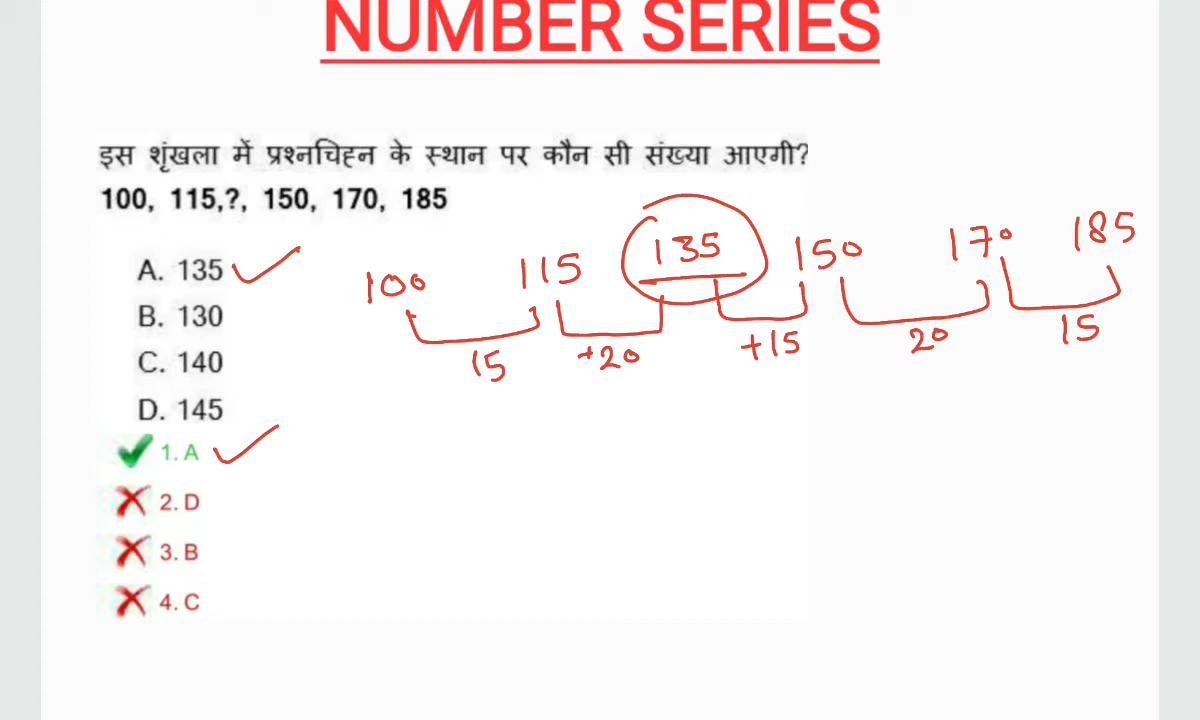 NUMBER SERIES
इस शृंखला में प्रश्नचिह्न के स्थान पर कौन सी संख्या आएगी?
100, 115,?, 150, 170, 185
A. 135
B. 130
C. 140
D. 145
1. A
2. D
3. B
4. C
100 115 135 150 170 185
15 +20 +15 20 15